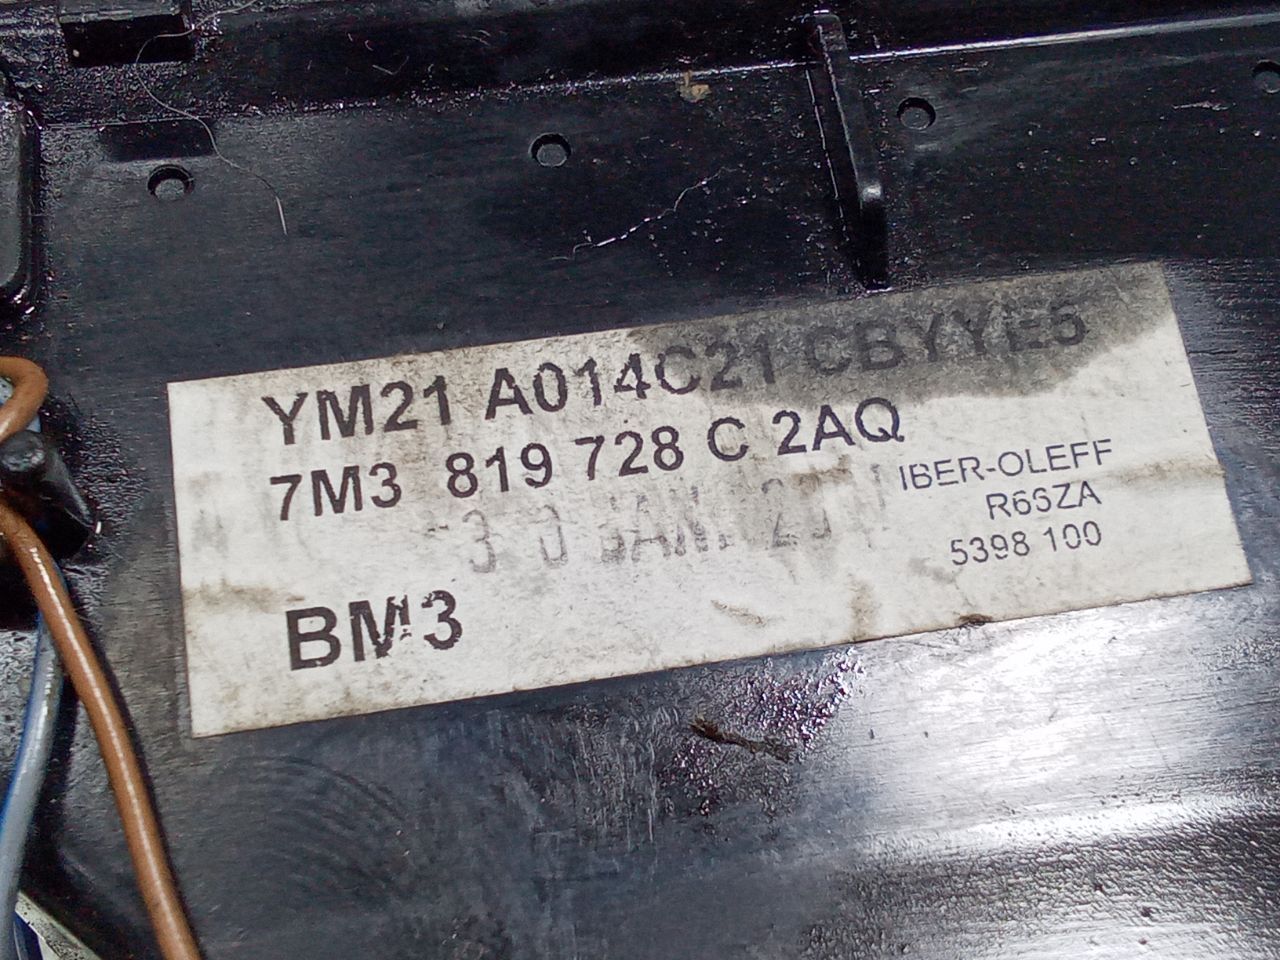 YM21 A014C21 CBYYE5
7M3 819 728 C 2AQ
IBER-OLEFF
R65ZA
5398 100
BM3